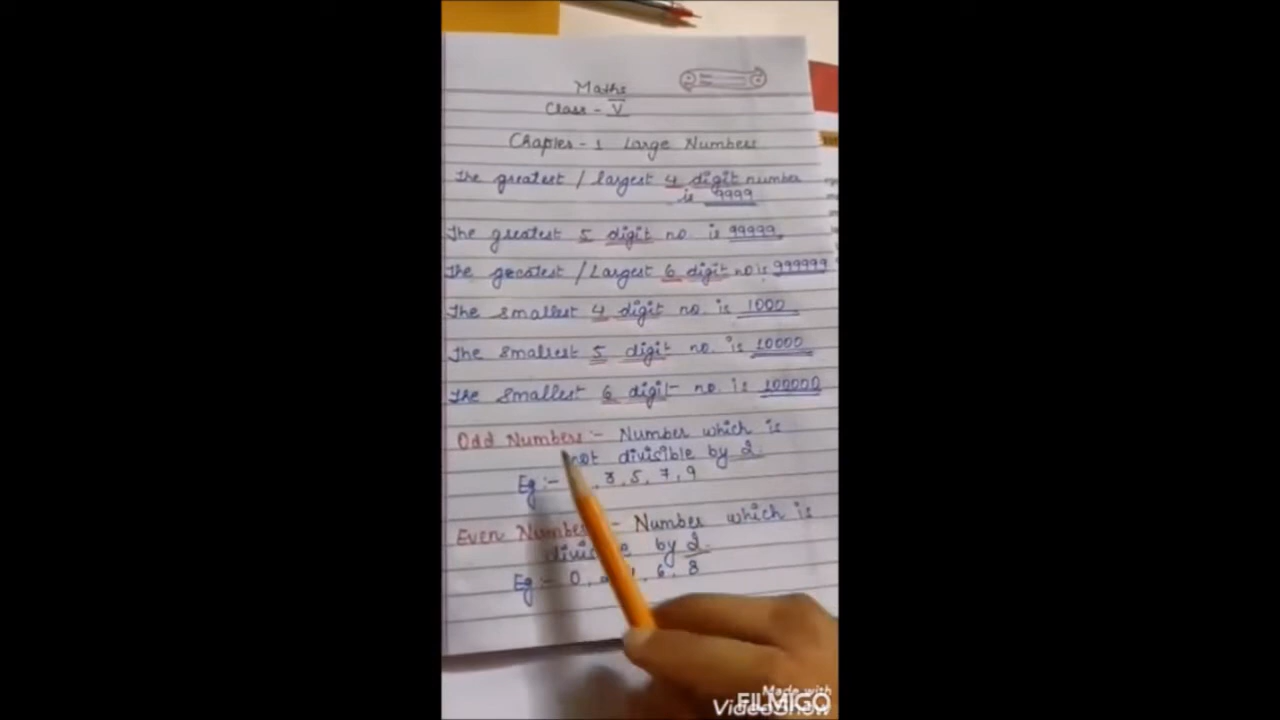 Maths
Class - V
Chapter - 1 Large Numbers
The greatest / largest 4 digit number
is 9999
The greatest 5 digit no. is 99999
The greatest / Largest 6 digit no is 999999
The smallest 4 digit no. is 1000
The smallest 5 digit no. is 10000
The smallest 6 digit no. is 100000
Odd Numbers :- Number which is
not divisible by 2.
Eg :- , 3, 5, 7, 9
Even Numbers :- Number which is
by 2.
Eg :- 0, 6, 8
Made with
FILMIGO
VideoShow